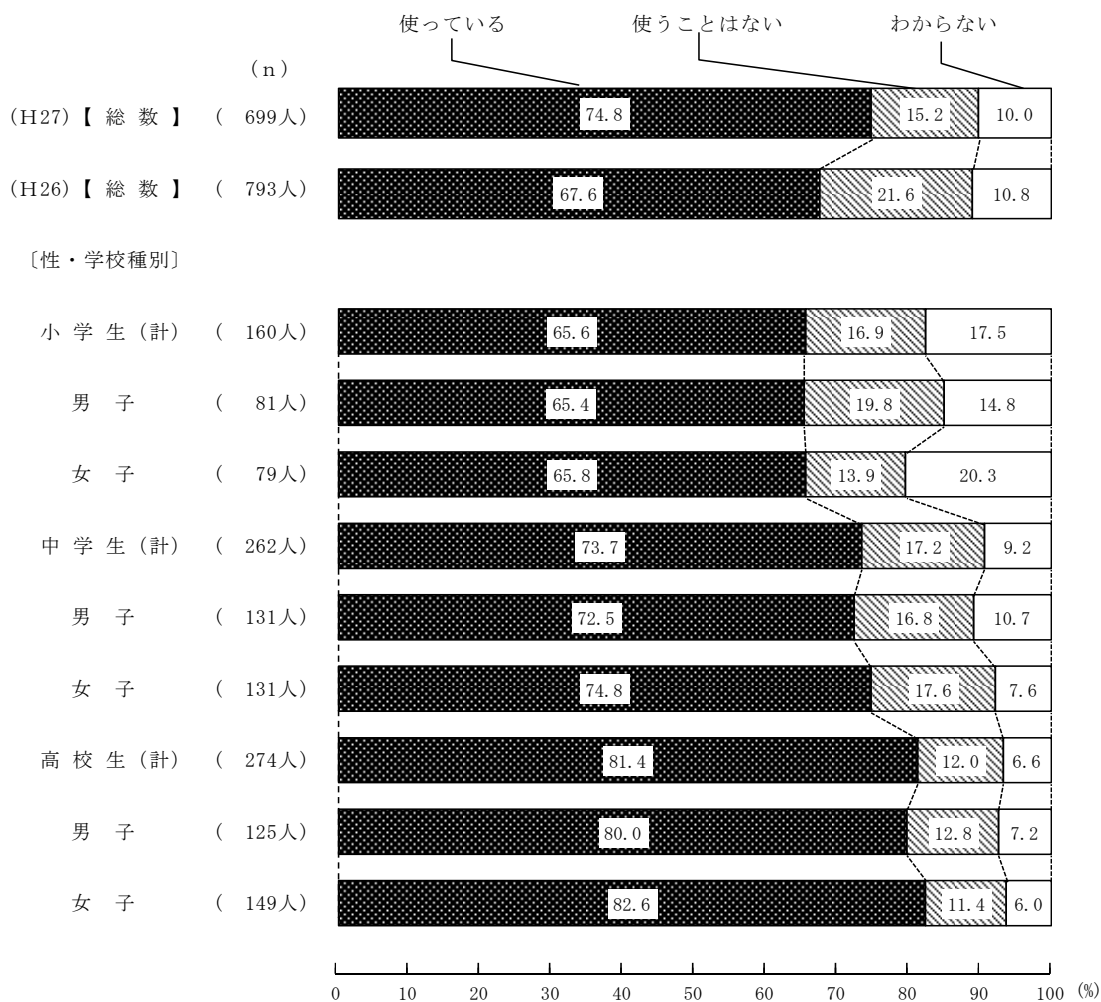 使っている 使うことはない わからない
(n)
(H27)【 総 数 】 ( 699人) 74.8 15.2 10.0
(H26)【 総 数 】 ( 793人) 67.6 21.6 10.8
〔性・学校種別〕
小 学 生 (計) ( 160人) 65.6 16.9 17.5
男 子 ( 81人) 65.4 19.8 14.8
女 子 ( 79人) 65.8 13.9 20.3
中 学 生 (計) ( 262人) 73.7 17.2 9.2
男 子 ( 131人) 72.5 16.8 10.7
女 子 ( 131人) 74.8 17.6 7.6
高 校 生 (計) ( 274人) 81.4 12.0 6.6
男 子 ( 125人) 80.0 12.8 7.2
女 子 ( 149人) 82.6 11.4 6.0
0 10 20 30 40 50 60 70 80 90 100 (%)